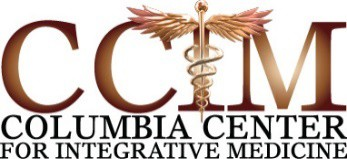 CCIM
COLUMBIA CENTER
FOR INTEGRATIVE MEDICINE